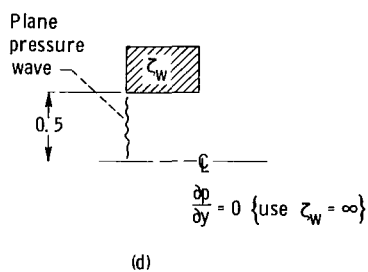 Plane
pressure
wave
ζw
0.5
℄
∂p/∂y = 0 {use ζw = ∞}
(d)